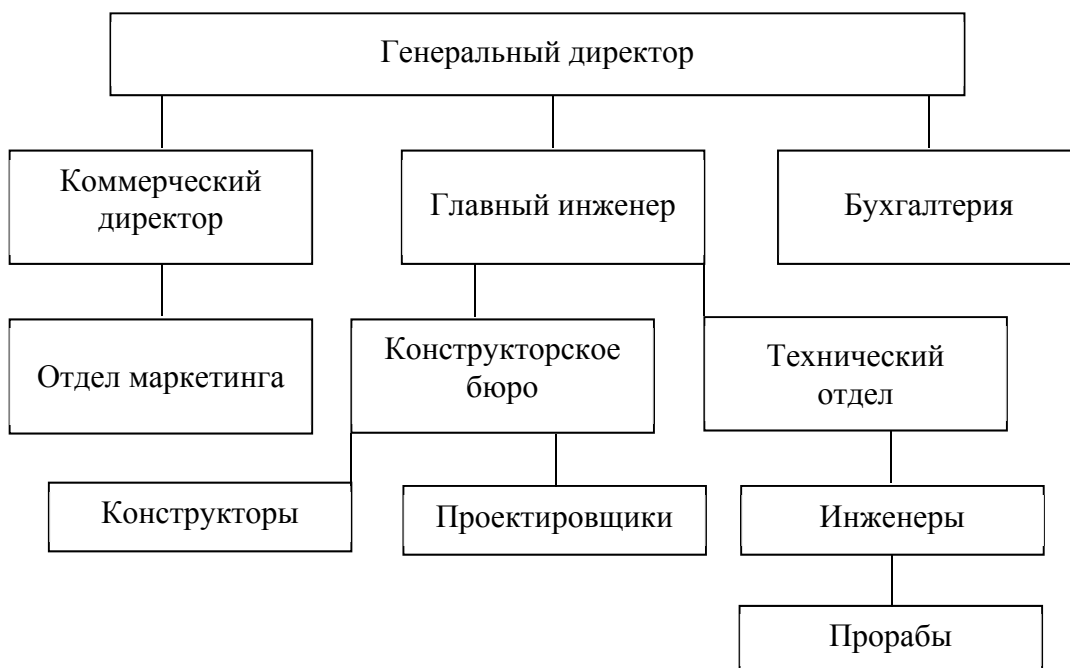 Генеральный директор
Коммерческий
директор
Главный инженер
Бухгалтерия
Отдел маркетинга
Конструкторское
бюро
Технический
отдел
Конструкторы
Проектировщики
Инженеры
Прорабы